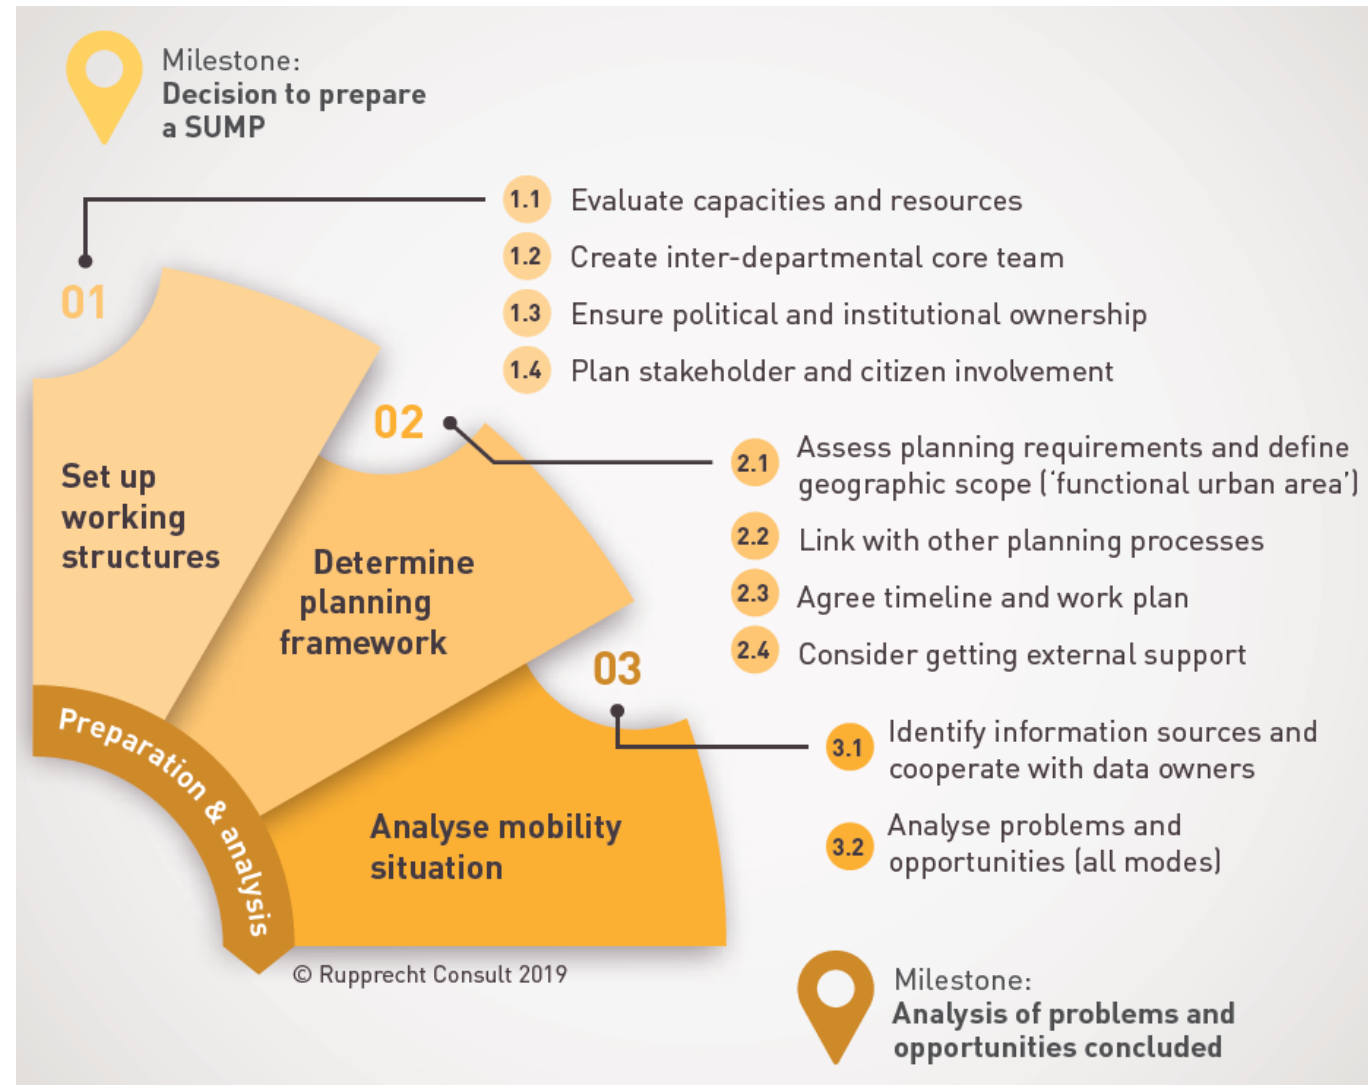 Milestone:
Decision to prepare
a SUMP
01
1.1 Evaluate capacities and resources
1.2 Create inter-departmental core team
1.3 Ensure political and institutional ownership
1.4 Plan stakeholder and citizen involvement
Set up
working
structures
02
2.1 Assess planning requirements and define
geographic scope (‘functional urban area’)
2.2 Link with other planning processes
2.3 Agree timeline and work plan
2.4 Consider getting external support
Determine
planning
framework
03
3.1 Identify information sources and
cooperate with data owners
3.2 Analyse problems and
opportunities (all modes)
Analyse mobility
situation
Preparation & analysis
© Rupprecht Consult 2019
Milestone:
Analysis of problems and
opportunities concluded